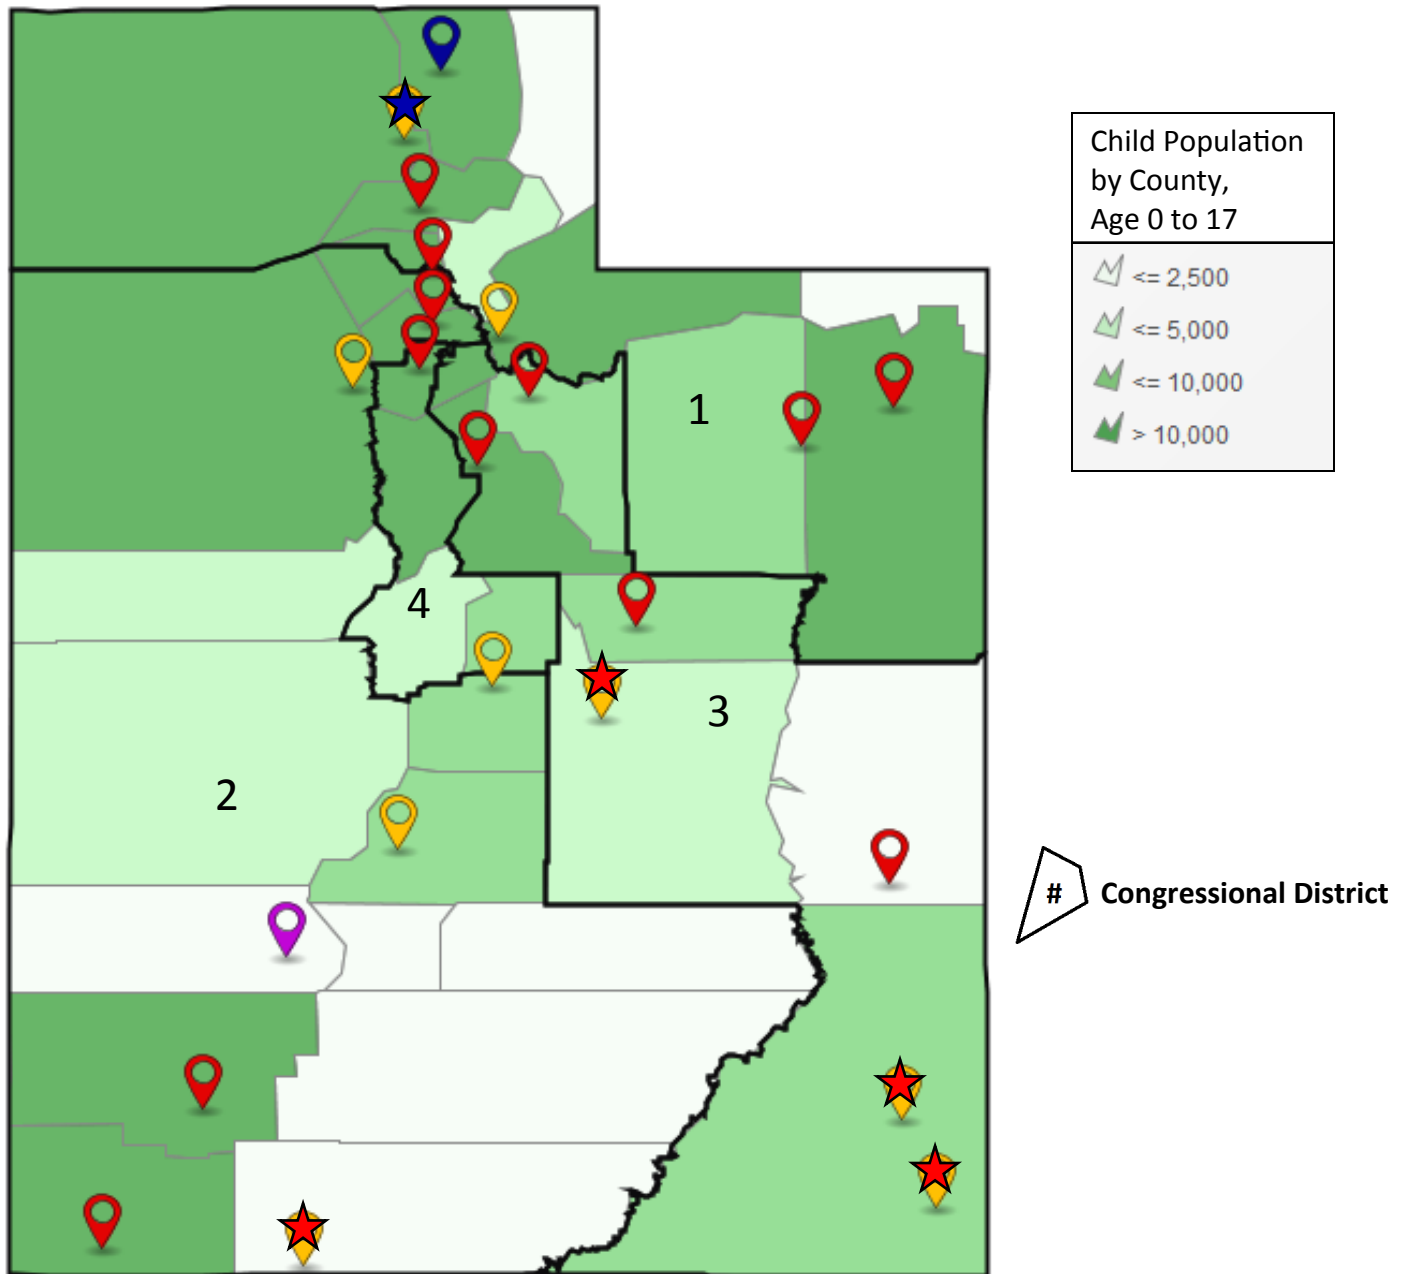 Child Population
by County,
Age 0 to 17
<= 2,500
<= 5,000
<= 10,000
> 10,000
1
4
3
2
# Congressional District